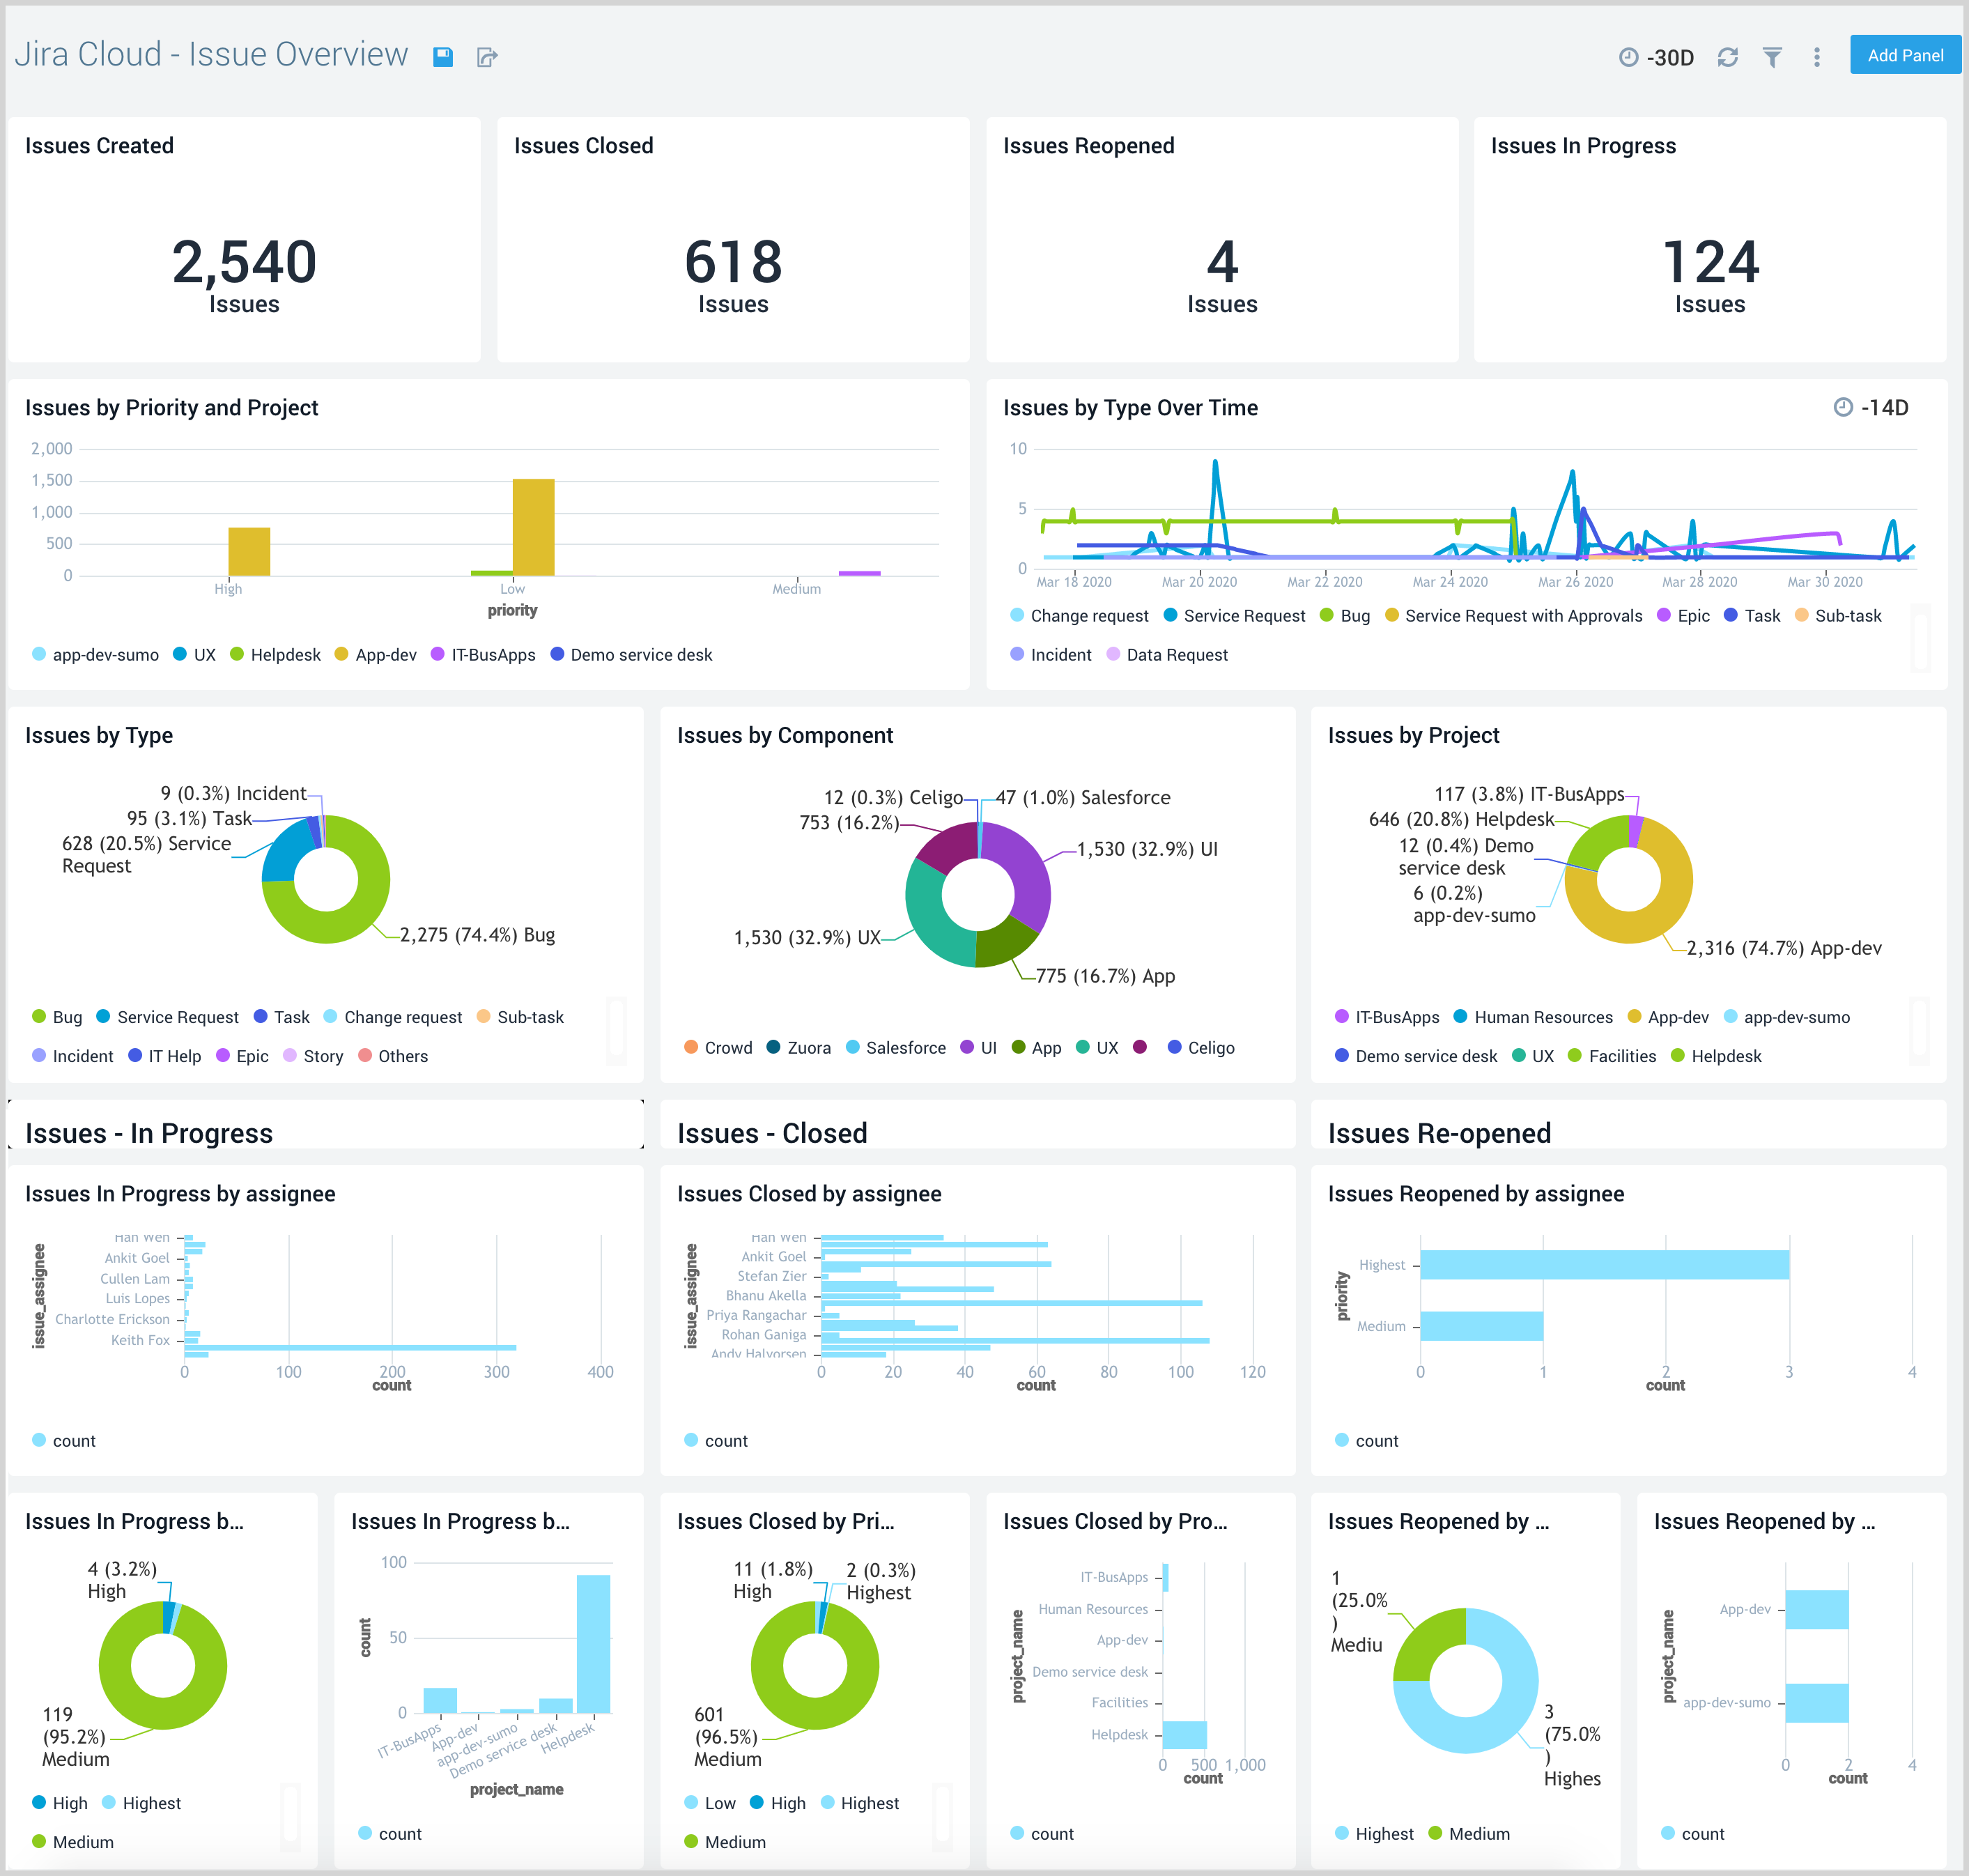 Jira Cloud - Issue Overview
-30D
Add Panel
Issues Created
2,540
Issues
Issues Closed
618
Issues
Issues Reopened
4
Issues
Issues In Progress
124
Issues
Issues by Priority and Project
2,000
1,500
1,000
500
0
High
Low
Medium
priority
app-dev-sumo
UX
Helpdesk
App-dev
IT-BusApps
Demo service desk
Issues by Type Over Time
-14D
10
5
0
Mar 18 2020
Mar 20 2020
Mar 22 2020
Mar 24 2020
Mar 26 2020
Mar 28 2020
Mar 30 2020
Change request
Service Request
Bug
Service Request with Approvals
Epic
Task
Sub-task
Incident
Data Request
Issues by Type
9 (0.3%) Incident
95 (3.1%) Task
628 (20.5%) Service
Request
2,275 (74.4%) Bug
Bug
Service Request
Task
Change request
Sub-task
Incident
IT Help
Epic
Story
Others
Issues by Component
12 (0.3%) Celigo
47 (1.0%) Salesforce
753 (16.2%)
1,530 (32.9%) UI
1,530 (32.9%) UX
775 (16.7%) App
Crowd
Zuora
Salesforce
UI
App
UX
Celigo
Issues by Project
117 (3.8%) IT-BusApps
646 (20.8%) Helpdesk
12 (0.4%) Demo
service desk
6 (0.2%)
app-dev-sumo
2,316 (74.7%) App-dev
IT-BusApps
Human Resources
App-dev
app-dev-sumo
Demo service desk
UX
Facilities
Helpdesk
Issues - In Progress
Issues - Closed
Issues Re-opened
Issues In Progress by assignee
issue_assignee
Han Wen
Ankit Goel
Cullen Lam
Luis Lopes
Charlotte Erickson
Keith Fox
0
100
200
300
400
count
count
Issues Closed by assignee
issue_assignee
Han Wen
Ankit Goel
Stefan Zier
Bhanu Akella
Priya Rangachar
Rohan Ganiga
Andy Halvorsen
0
20
40
60
80
100
120
count
count
Issues Reopened by assignee
priority
Highest
Medium
0
1
2
3
4
count
count
Issues In Progress b...
4 (3.2%)
High
119
(95.2%)
Medium
High
Highest
Medium
Issues In Progress b...
100
50
0
count
IT-BusApps
App-dev
app-dev-sumo
Demo service desk
Helpdesk
project_name
count
Issues Closed by Pri...
11 (1.8%)
High
2 (0.3%)
Highest
601
(96.5%)
Medium
Low
High
Highest
Medium
Issues Closed by Pro...
project_name
IT-BusApps
Human Resources
App-dev
Demo service desk
Facilities
Helpdesk
0
500
1,000
count
count
Issues Reopened by ...
1
(25.0%
)
Mediu
3
(75.0%
)
Highes
Highest
Medium
Issues Reopened by ...
project_name
App-dev
app-dev-sumo
0
2
4
count
count